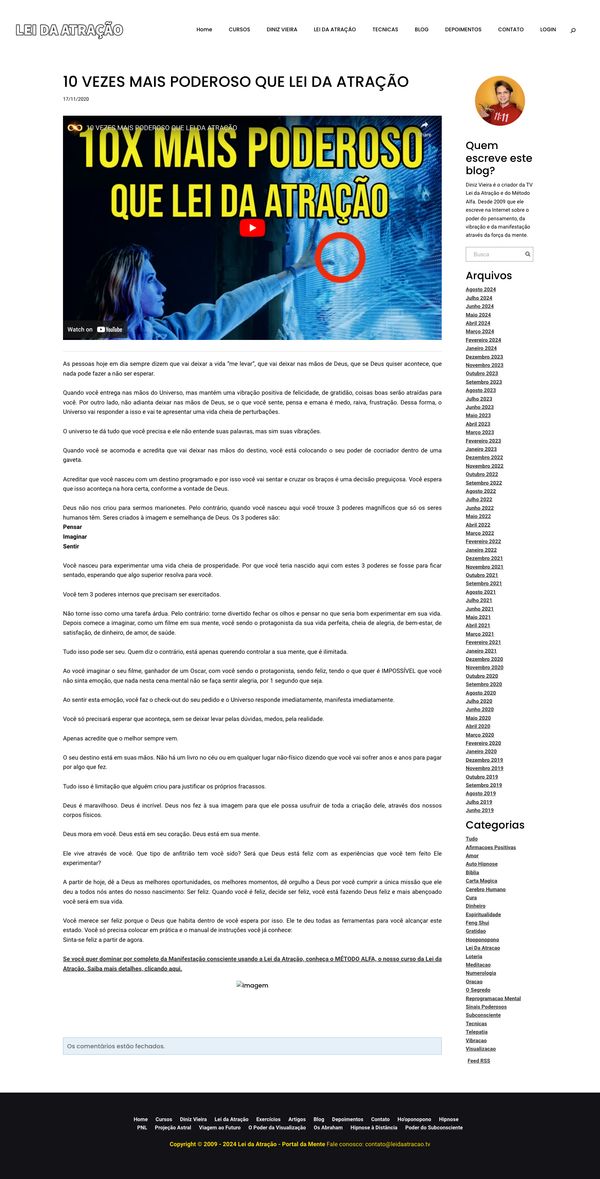 LEI DA ATRAÇÃO
Home CURSOS DINIZ VIEIRA LEI DA ATRAÇÃO TECNICAS BLOG DEPOIMENTOS CONTATO LOGIN
10 VEZES MAIS PODEROSO QUE LEI DA ATRAÇÃO
17/11/2020
10 VEZES MAIS PODEROSO QUE LEI DA ATRAÇÃO
10X MAIS PODEROSO
QUE LEI DA ATRAÇÃO
Watch on YouTube
As pessoas hoje em dia sempre dizem que vai deixar a vida "me levar", que vai deixar nas mãos de Deus, que se Deus quiser acontece, que
nada pode fazer a não ser esperar.
Quando você entrega nas mãos do Universo, mas mantém uma vibração positiva de felicidade, de gratidão, coisas boas serão atraídas para
você. Por outro lado, não adianta deixar nas mãos de Deus, se o que você sente, pensa e emana é medo, raiva, frustração. Dessa forma, o
Universo vai responder a isso e vai te apresentar uma vida cheia de perturbações.
O universo te dá tudo que você precisa e ele não entende suas palavras, mas sim suas vibrações.
Quando você se acomoda e acredita que vai deixar nas mãos do destino, você está colocando o seu poder de cocriador dentro de uma
gaveta.
Acreditar que você nasceu com um destino programado e por isso você vai sentar e cruzar os braços é uma decisão preguiçosa. Você espera
que isso aconteça na hora certa, conforme a vontade de Deus.
Deus não nos criou para sermos marionetes. Pelo contrário, quando você nasceu aqui você trouxe 3 poderes magníficos que só os seres
humanos têm. Seres criados à imagem e semelhança de Deus. Os 3 poderes são:
Pensar
Imaginar
Sentir
Você nasceu para experimentar uma vida cheia de prosperidade. Por que você teria nascido aqui com estes 3 poderes se fosse para ficar
sentado, esperando que algo superior resolva para você.
Você tem 3 poderes internos que precisam ser exercitados.
Não torne isso como uma tarefa árdua. Pelo contrário: torne divertido fechar os olhos e pensar no que seria bom experimentar em sua vida.
Depois comece a imaginar, como um filme em sua mente, você sendo o protagonista da sua vida perfeita, cheia de alegria, de bem-estar, de
satisfação, de dinheiro, de amor, de saúde.
Tudo isso pode ser seu. Quem diz o contrário, está apenas querendo controlar a sua mente, que é ilimitada.
Ao você imaginar o seu filme, ganhador de um Oscar, com você sendo o protagonista, sendo feliz, tendo o que quer é IMPOSSÍVEL que você
não sinta emoção, que nada nesta cena mental não se faça sentir alegria, por 1 segundo que seja.
Ao sentir esta emoção, você faz o check-out do seu pedido e o Universo responde imediatamente, manifesta imediatamente.
Você só precisará esperar que aconteça, sem se deixar levar pelas dúvidas, medos, pela realidade.
Apenas acredite que o melhor sempre vem.
O seu destino está em suas mãos. Não há um livro no céu ou em qualquer lugar não-físico dizendo que você vai sofrer anos e anos para pagar
por algo que fez.
Tudo isso é limitação que alguém criou para justificar os próprios fracassos.
Deus é maravilhoso. Deus é incrível. Deus nos fez à sua imagem para que ele possa usufruir de toda a criação dele, através dos nossos
corpos físicos.
Deus mora em você. Deus está em seu coração. Deus está em sua mente.
Ele vive através de você. Que tipo de anfitrião tem você sido? Será que Deus está feliz com as experiências que você tem feito Ele
experimentar?
A partir de hoje, dê a Deus as melhores oportunidades, os melhores momentos, dê orgulho a Deus por você cumprir a única missão que ele
deu a todos nós antes do nosso nascimento: Ser feliz. Quando você é feliz, decide ser feliz, você está fazendo Deus feliz e mais abençoado
você será em sua vida.
Você merece ser feliz porque o Deus que habita dentro de você espera por isso. Ele te deu todas as ferramentas para você alcançar este
estado. Você só precisa colocar em prática e o manual de instruções você já conhece:
Sinta-se feliz a partir de agora.
Se você quer dominar por completo da Manifestação consciente usando a Lei da Atração, conheça o MÉTODO ALFA, o nosso curso da Lei da
Atração. Saiba mais detalhes, clicando aqui.
imagem
Os comentários estão fechados.
11:11
Quem
escreve este
blog?
Diniz Vieira é o criador da TV
Lei da Atração e do Método
Alfa. Desde 2009 que ele
escreve na Internet sobre o
poder do pensamento, da
vibração e da manifestação
através da força da mente.
Busca
Arquivos
Agosto 2024
Julho 2024
Junho 2024
Maio 2024
Abril 2024
Março 2024
Fevereiro 2024
Janeiro 2024
Dezembro 2023
Novembro 2023
Outubro 2023
Setembro 2023
Agosto 2023
Julho 2023
Junho 2023
Maio 2023
Abril 2023
Março 2023
Fevereiro 2023
Janeiro 2023
Dezembro 2022
Novembro 2022
Outubro 2022
Setembro 2022
Agosto 2022
Julho 2022
Junho 2022
Maio 2022
Abril 2022
Março 2022
Fevereiro 2022
Janeiro 2022
Dezembro 2021
Novembro 2021
Outubro 2021
Setembro 2021
Agosto 2021
Julho 2021
Junho 2021
Maio 2021
Abril 2021
Março 2021
Fevereiro 2021
Janeiro 2021
Dezembro 2020
Novembro 2020
Outubro 2020
Setembro 2020
Agosto 2020
Julho 2020
Junho 2020
Maio 2020
Abril 2020
Março 2020
Fevereiro 2020
Janeiro 2020
Dezembro 2019
Novembro 2019
Outubro 2019
Setembro 2019
Agosto 2019
Julho 2019
Junho 2019
Categorias
Tudo
Afirmacoes Positivas
Amor
Auto Hipnose
Biblia
Carta Magica
Cerebro Humano
Cura
Dinheiro
Espiritualidade
Feng Shui
Gratidao
Hooponopono
Lei Da Atracao
Loteria
Meditacao
Numerologia
Oracao
O Segredo
Reprogramacao Mental
Sinais Poderosos
Subconsciente
Tecnicas
Telepatia
Vibracao
Visualizacao
Feed RSS
Home Cursos Diniz Vieira Lei da Atração Exercícios Artigos Blog Depoimentos Contato Ho'oponopono Hipnose
PNL Projeção Astral Viagem ao Futuro O Poder da Visualização Os Abraham Hipnose à Distância Poder do Subconsciente
Copyright © 2009 - 2024 Lei da Atração - Portal da Mente Fale conosco: contato@leidaatracao.tv